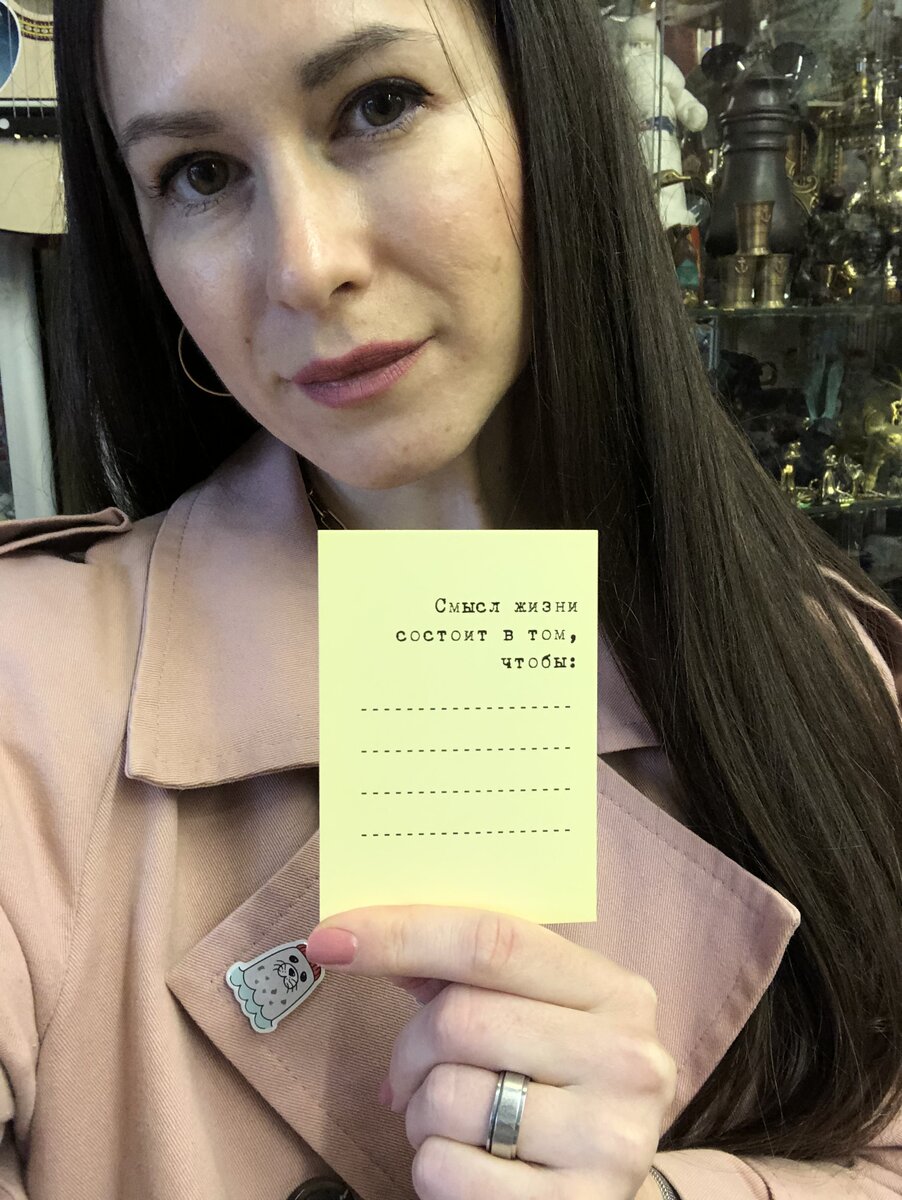 Смысл жизни
состоит в том,
чтобы: